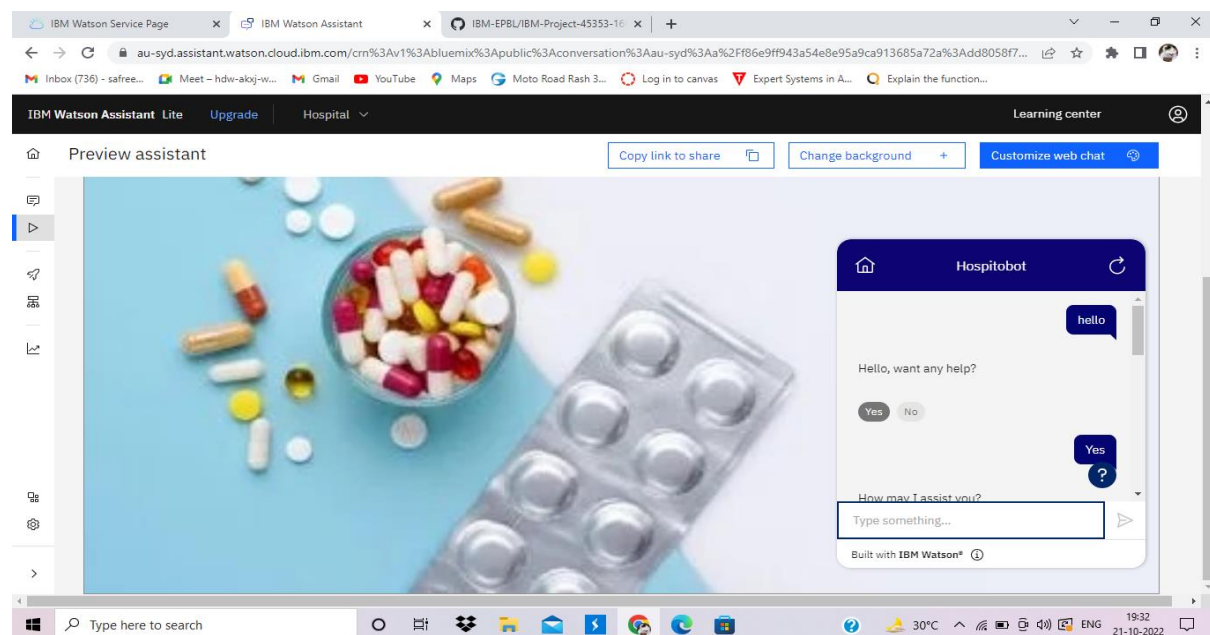 IBM Watson Service Page
IBM Watson Assistant
IBM-EPBL/IBM-Project-45353-16
au-syd.assistant.watson.cloud.ibm.com/crn%3Av1%3Abluemix%3Apublic%3Aconversation%3Aau-syd%3Aa%2Ff86e9ff943a54e8e95a9ca913685a72a%3Add8058f7...
Inbox (736) - safree... Meet – hdw-akxj-w... Gmail YouTube Maps Moto Road Rash 3... Log in to canvas Expert Systems in A... Explain the function...
IBM Watson Assistant Lite Upgrade Hospital Learning center
Preview assistant Copy link to share Change background + Customize web chat
Hospitobot
hello
Hello, want any help?
Yes No
Yes
?
How may I assist you?
Type something...
Built with IBM Watson®
Type here to search
30°C ENG 19:32
21-10-2022